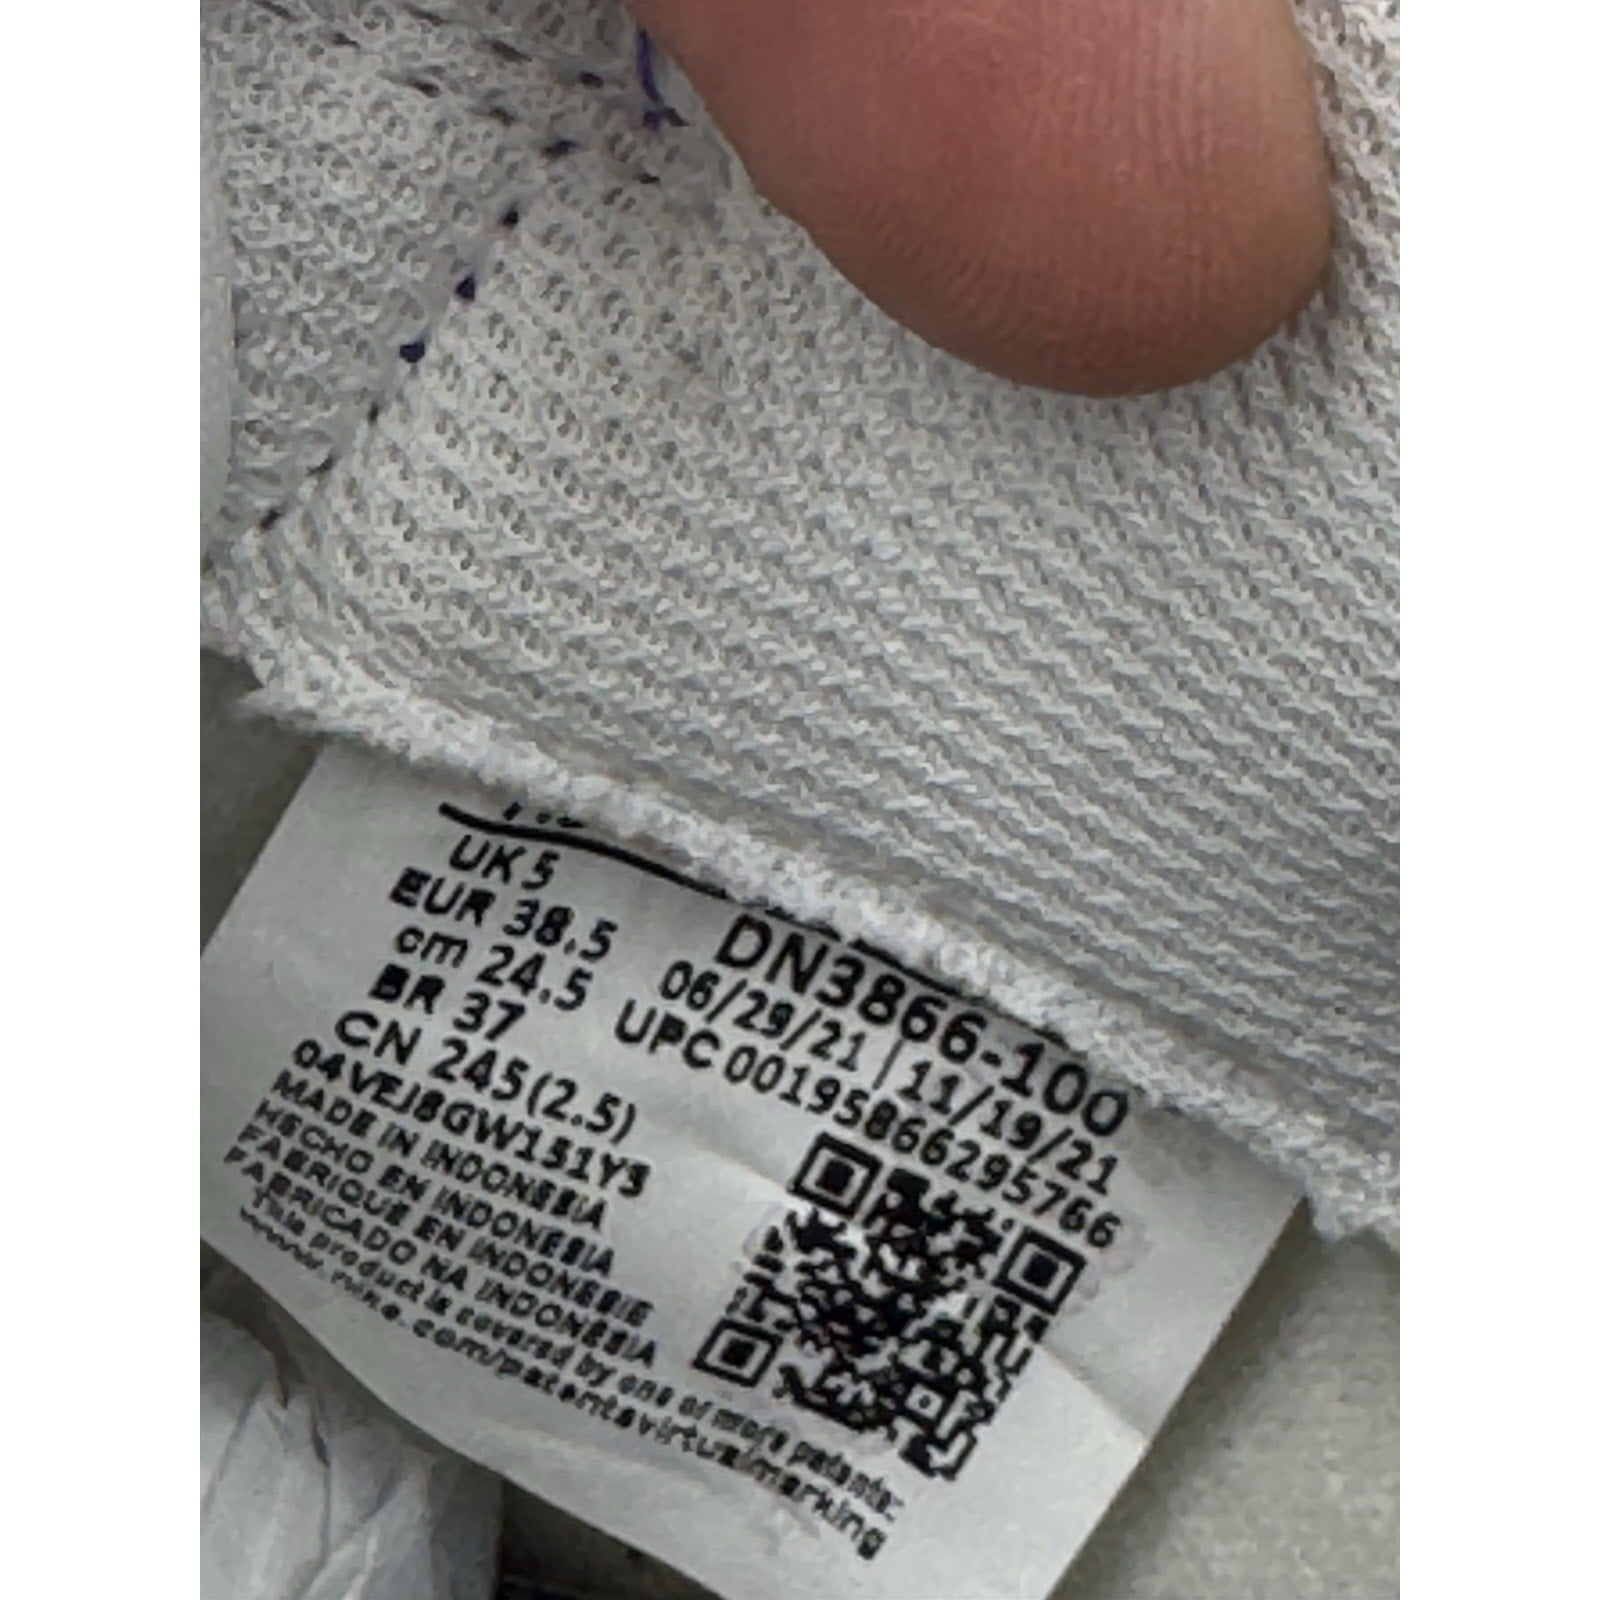 UK 5
EUR 38.5
cm 24.5
BR 37
CN 245(2.5)
04VEJ8GW151Y3
MADE IN INDONESIA
HECHO EN INDONESIA
FABRIQUE EN INDONESIE
FABRICADO NA INDONESIA
This product is covered by one or more patents:
www.nike.com/patentsvirtualmarking
DN3866-100
06/29/21 | 11/19/21
UPC 00195866295766